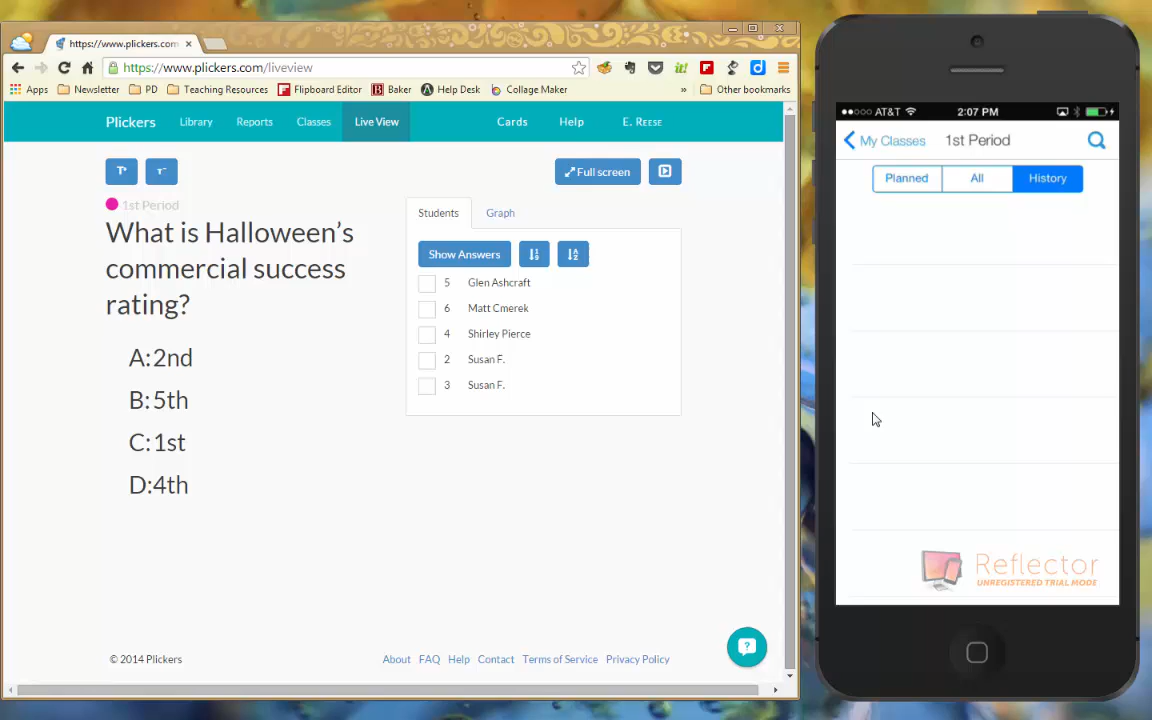 https://www.plickers.com
https://www.plickers.com/liveview
Apps Newsletter PD Teaching Resources Flipboard Editor Baker Help Desk Collage Maker » Other bookmarks
Plickers Library Reports Classes Live View Cards Help E. REESE
Full screen
1st Period
What is Halloween’s
commercial success
rating?
A:2nd
B:5th
C:1st
D:4th
Students Graph
Show Answers
5 Glen Ashcraft
6 Matt Cmerek
4 Shirley Pierce
2 Susan F.
3 Susan F.
© 2014 Plickers About FAQ Help Contact Terms of Service Privacy Policy
AT&T 2:07 PM
My Classes 1st Period
Planned All History
Reflector
UNREGISTERED TRIAL MODE